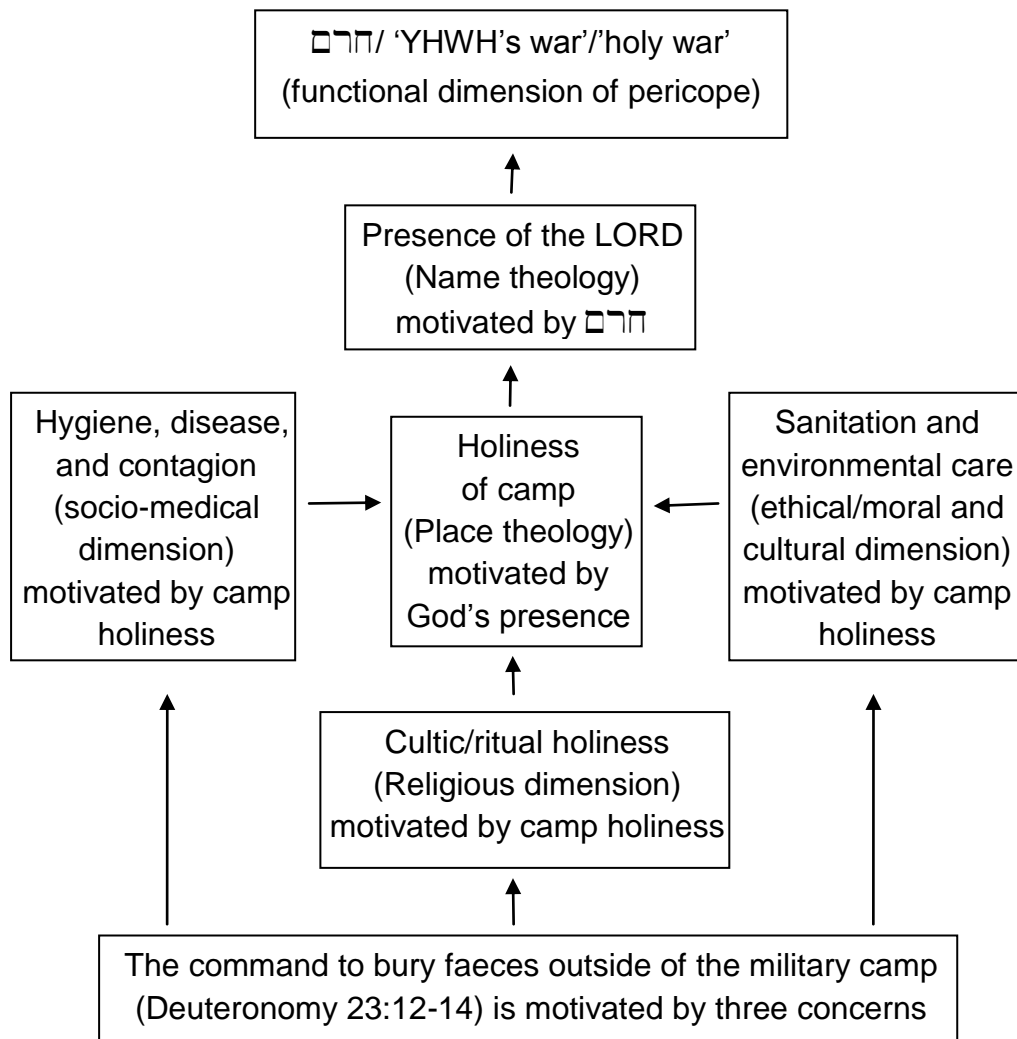 חרם/ ‘YHWH’s war’/’holy war’
(functional dimension of pericope)
Presence of the LORD
(Name theology)
motivated by חרם
Hygiene, disease,
and contagion
(socio-medical
dimension)
motivated by camp
holiness
Holiness
of camp
(Place theology)
motivated by
God’s presence
Sanitation and
environmental care
(ethical/moral and
cultural dimension)
motivated by camp
holiness
Cultic/ritual holiness
(Religious dimension)
motivated by camp holiness
The command to bury faeces outside of the military camp
(Deuteronomy 23:12-14) is motivated by three concerns